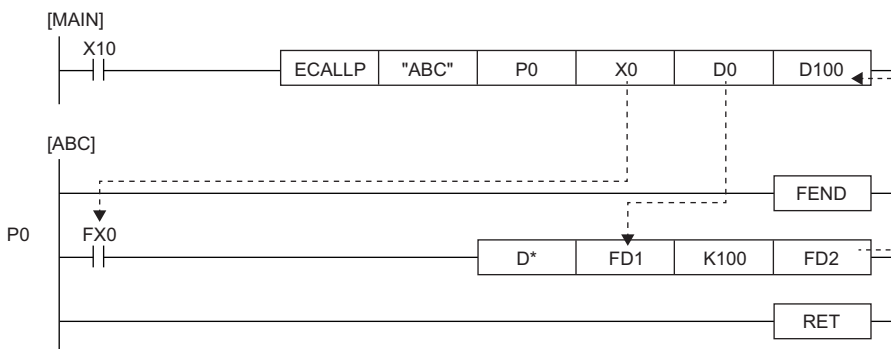 [MAIN]
X10
ECALLP "ABC" P0 X0 D0 D100
[ABC]
FEND
P0 FX0
D* FD1 K100 FD2
RET